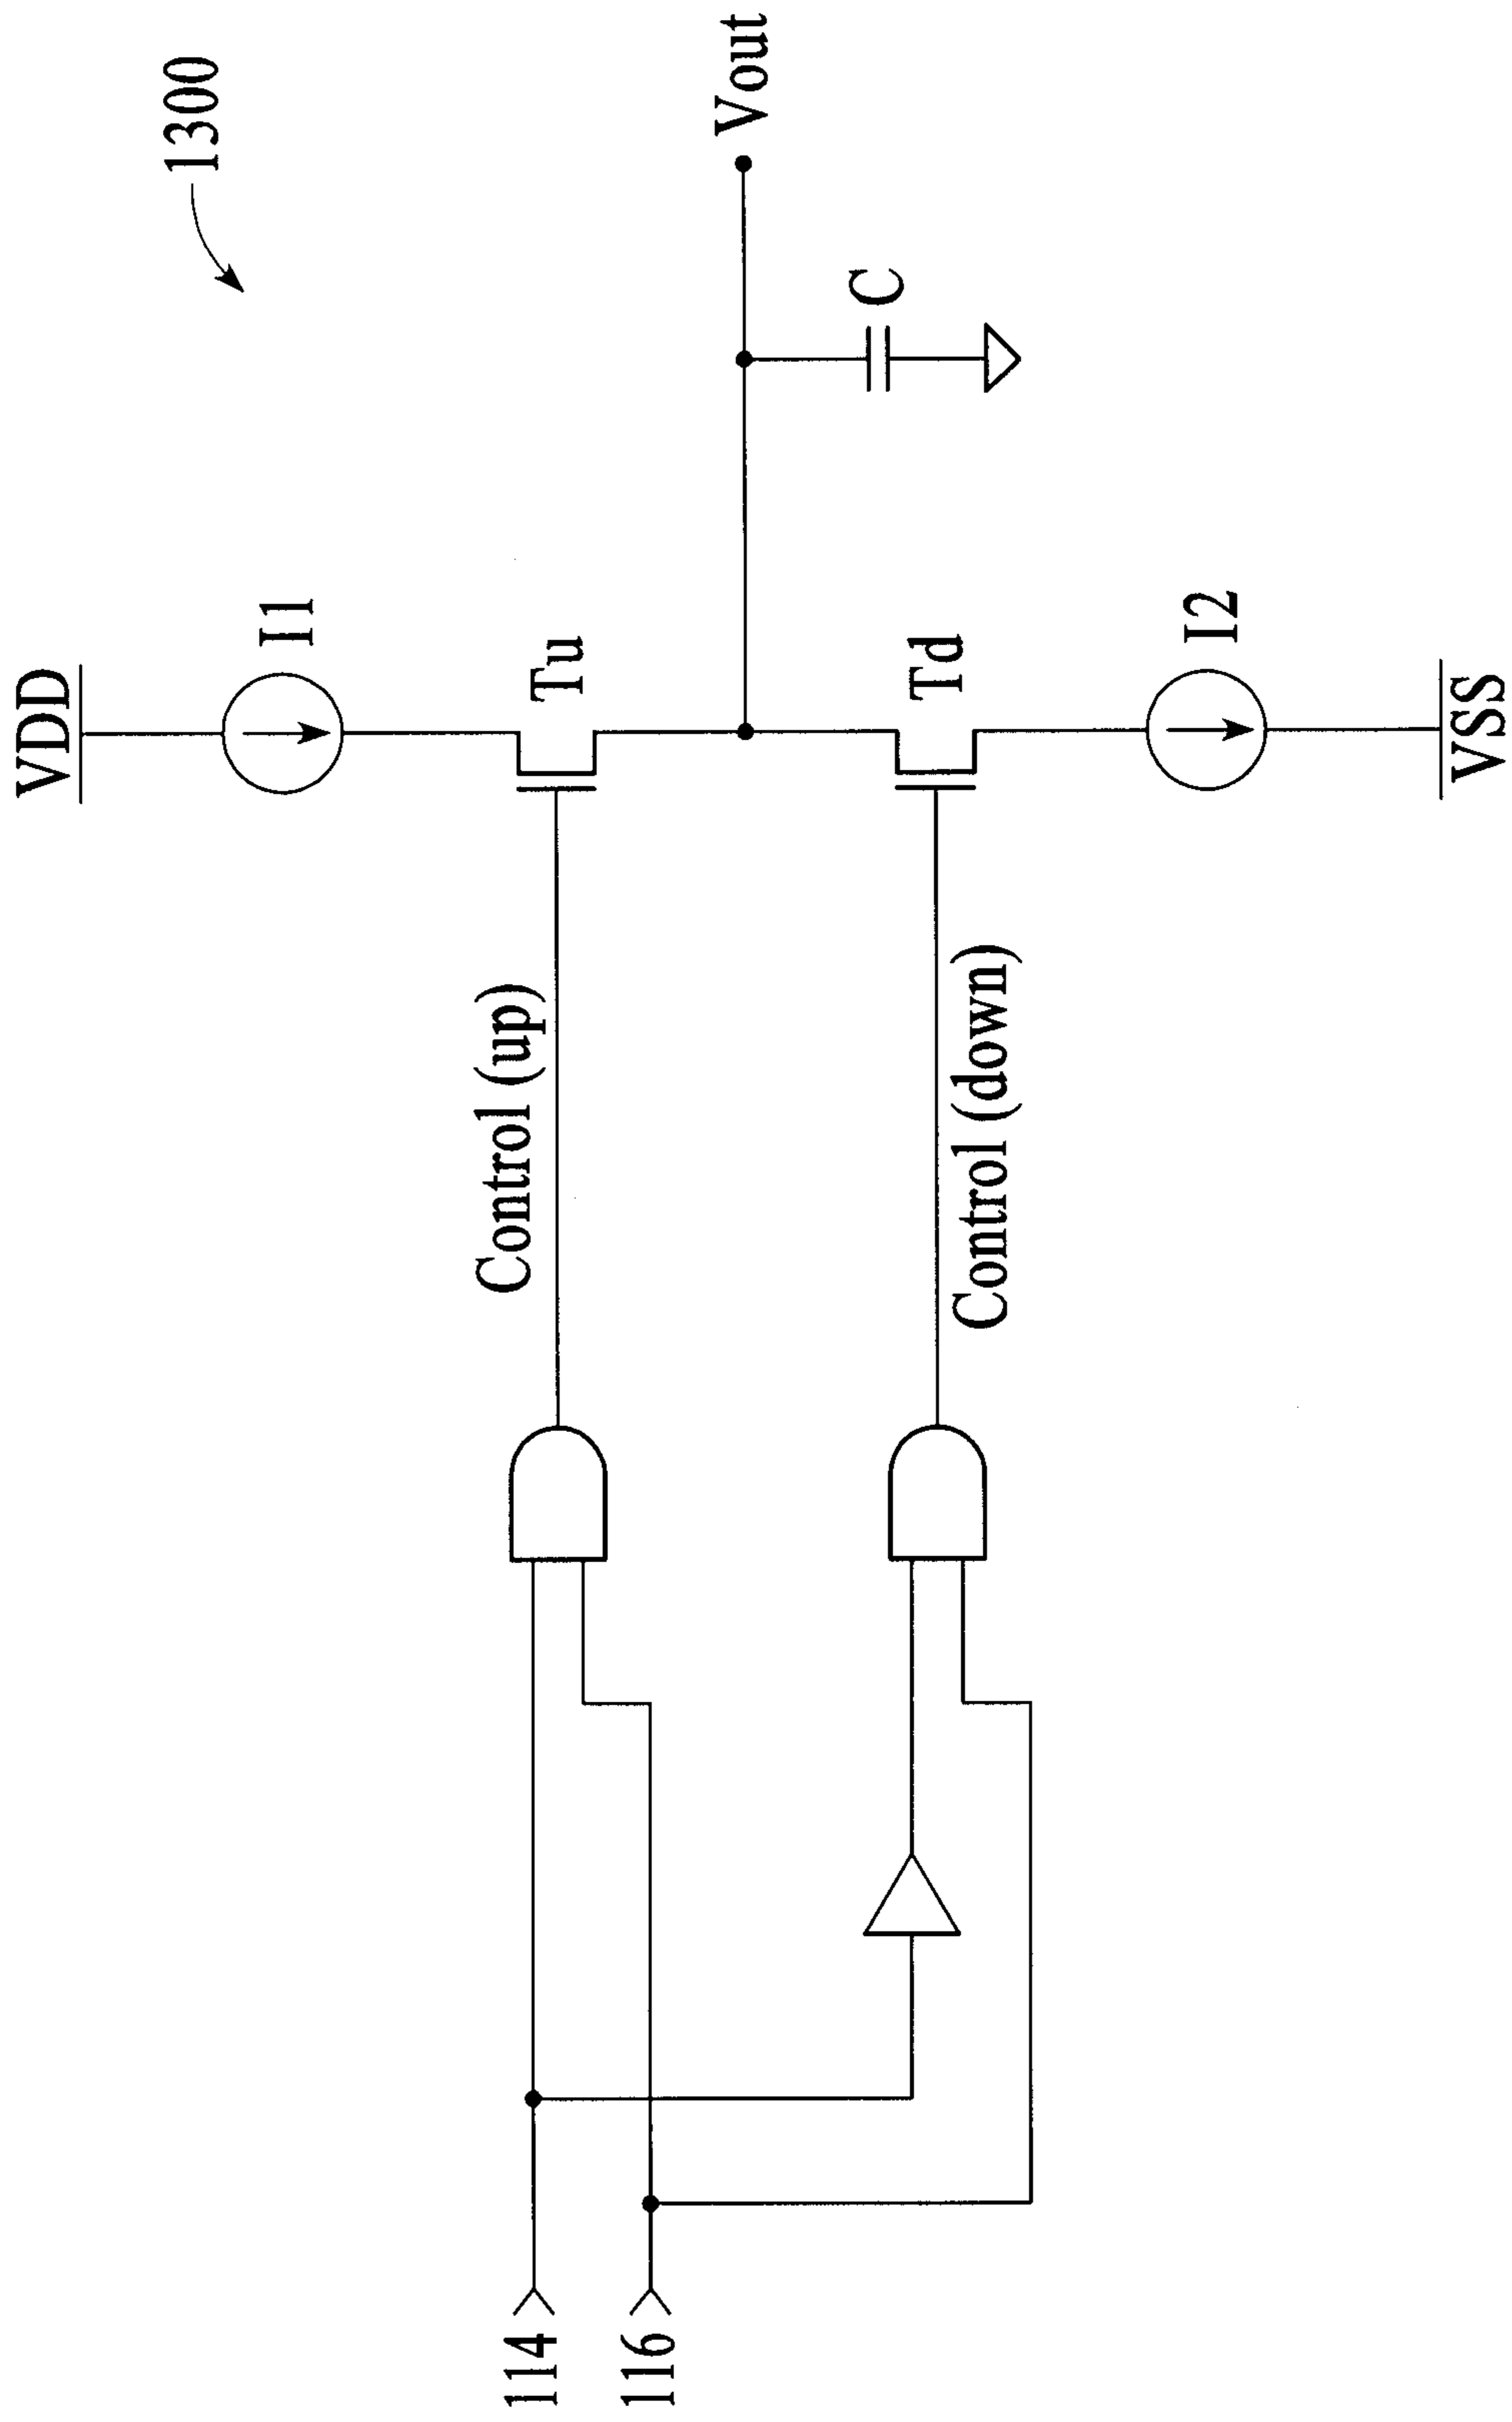 1300
VDD
I1
Control (up)
Tu
Vout
114
116
C
Control (down)
Td
I2
VSS